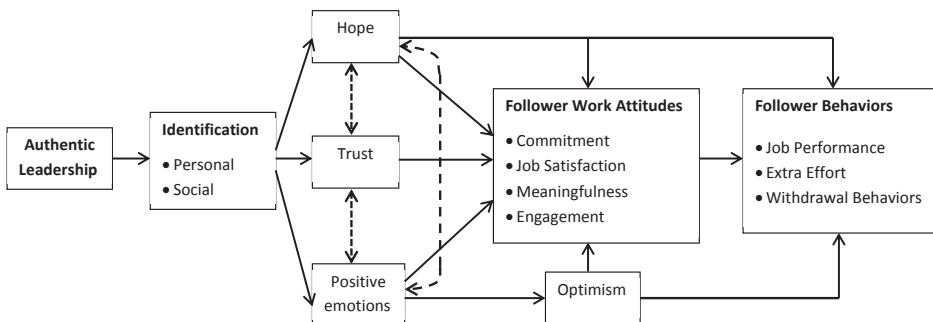 Hope
Authentic
Leadership
Identification
• Personal
• Social
Trust
Positive
emotions
Follower Work Attitudes
• Commitment
• Job Satisfaction
• Meaningfulness
• Engagement
Optimism
Follower Behaviors
• Job Performance
• Extra Effort
• Withdrawal Behaviors